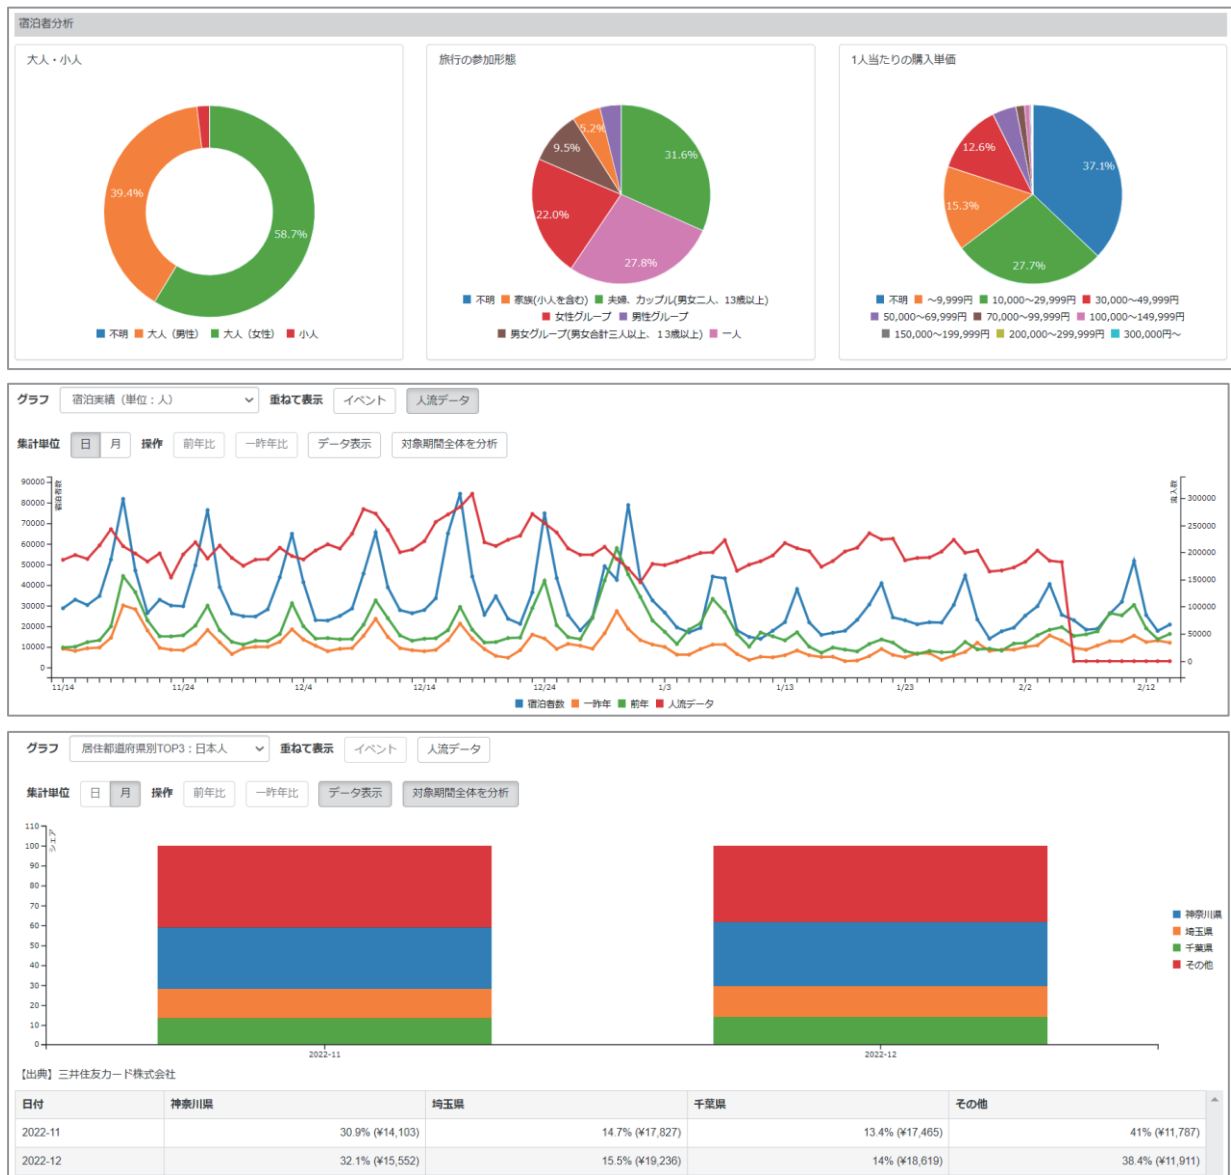 宿泊者分析
大人・小人
39.4%
58.7%
不明 大人（男性） 大人（女性） 小人
旅行の参加形態
5.2%
9.5%
31.6%
22.0%
27.8%
不明 家族(小人を含む) 夫婦、カップル(男女二人、13歳以上)
女性グループ 男性グループ
男女グループ(男女合計三人以上、13歳以上) 一人
1人当たりの購入単価
12.6%
37.1%
15.3%
27.7%
不明 ～9,999円 10,000～29,999円 30,000～49,999円
50,000～69,999円 70,000～99,999円 100,000～149,999円
150,000～199,999円 200,000～299,999円 300,000円～
グラフ 宿泊実績（単位：人） 重ねて表示 イベント 人流データ
集計単位 日 月 操作 前年比 一昨年比 データ表示 対象期間全体を分析
宿泊者数
流入数
90000
80000
70000
60000
50000
40000
30000
20000
10000
0
300000
250000
200000
150000
100000
50000
0
11/14 11/24 12/4 12/14 12/24 1/3 1/13 1/23 2/2 2/12
宿泊者数 一昨年 前年 人流データ
グラフ 居住都道府県別TOP3：日本人 重ねて表示 イベント 人流データ
集計単位 日 月 操作 前年比 一昨年比 データ表示 対象期間全体を分析
シェア
110
100
90
80
70
60
50
40
30
20
10
0
2022-11 2022-12
神奈川県
埼玉県
千葉県
その他
【出典】三井住友カード株式会社
日付 神奈川県 埼玉県 千葉県 その他
2022-11 30.9% (¥14,103) 14.7% (¥17,827) 13.4% (¥17,465) 41% (¥11,787)
2022-12 32.1% (¥15,552) 15.5% (¥19,236) 14% (¥18,619) 38.4% (¥11,911)